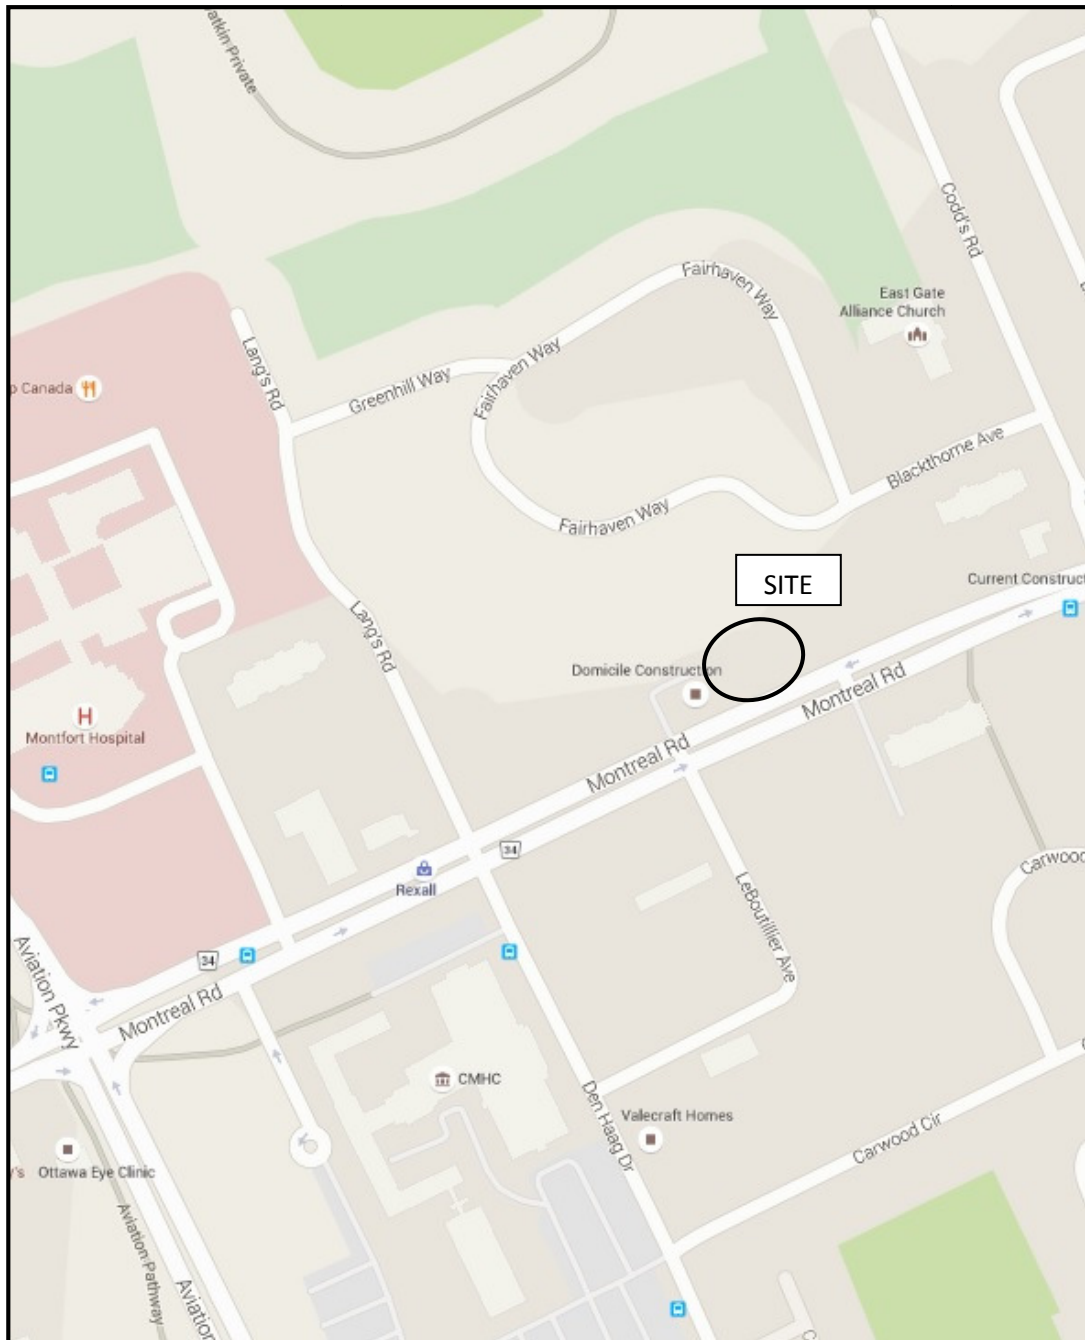 atkin Private
Codd's Rd
Fairhaven Way
East Gate
Alliance Church
Lang's Rd
Fairhaven Way
o Canada
Greenhill Way
Blackthorne Ave
Fairhaven Way
SITE
Current Construct
Lang's Rd
Domicile Construction
Montreal Rd
H
Montfort Hospital
Montreal Rd
34
Carwood
Rexall
LeBoutillier Ave
34
Aviation Pkwy
Montreal Rd
CMHC
Den Haag Dr
Valecraft Homes
Carwood Cir
y's
Ottawa Eye Clinic
Aviation Pathway
Aviation